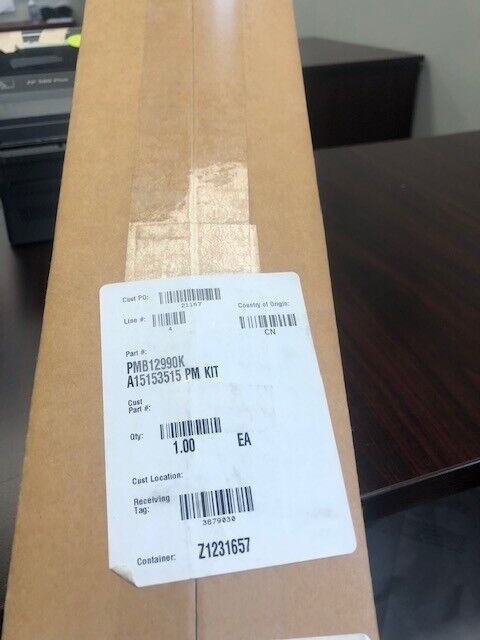 Cust PO:
21167
Country of Origin:
Line #:
4
CN
Part #:
PMB12990K
A15153515 PM KIT
Cust
Part #:
Qty:
1.00 EA
Cust Location:
Receiving
Tag:
3679030
Container: Z1231657